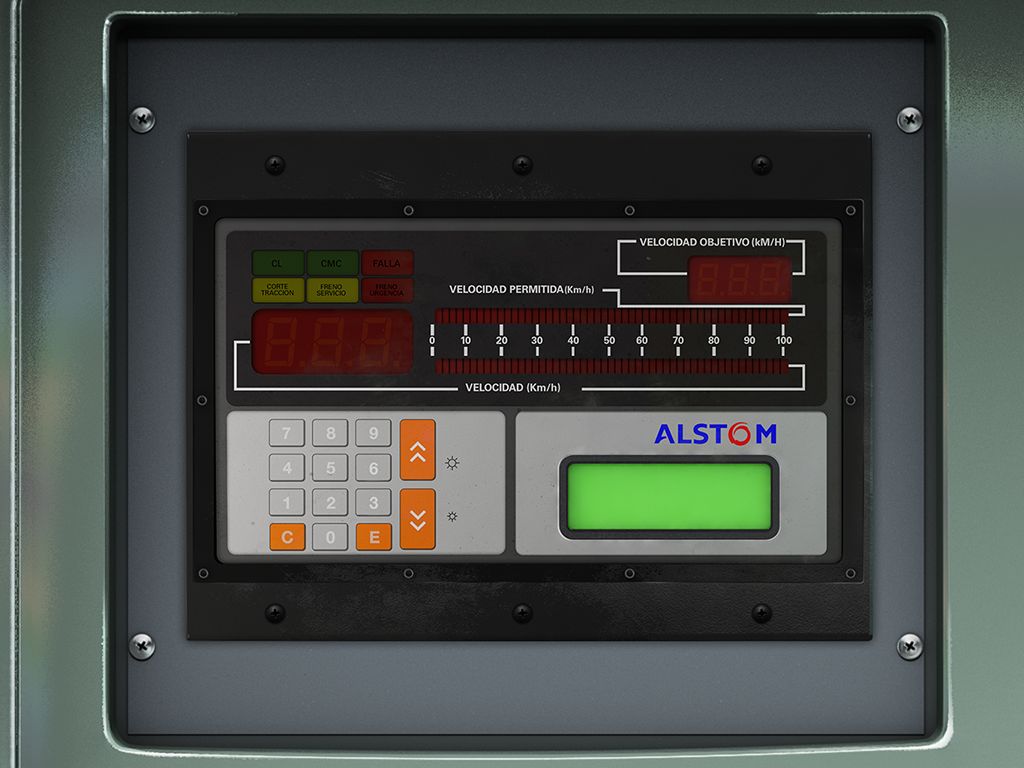 VELOCIDAD OBJETIVO (kM/H)
CL CMC FALLA
CORTE TRACCION
FRENO SERVICIO
FRENO URGENCIA
VELOCIDAD PERMITIDA(Km/h)
0 10 20 30 40 50 60 70 80 90 100
VELOCIDAD (Km/h)
7 8 9
4 5 6
1 2 3
C 0 E
ALSTOM